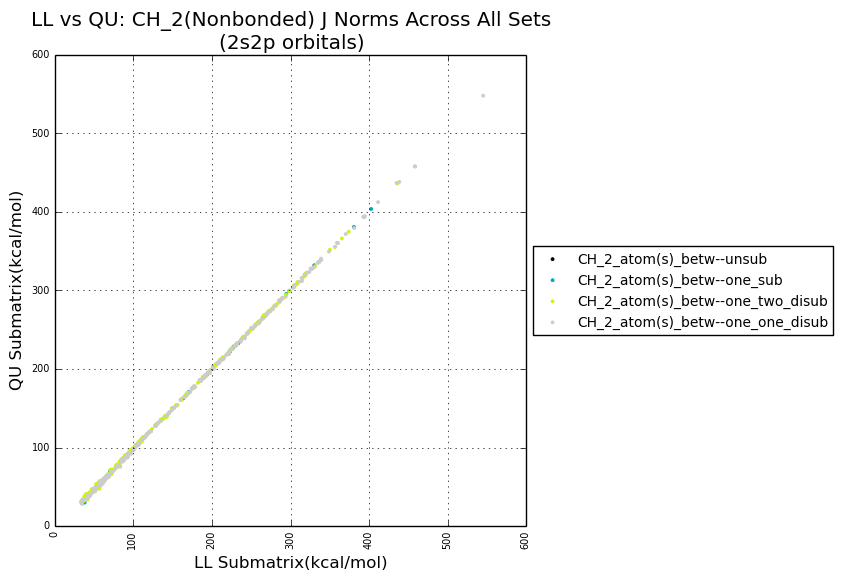 LL vs QU: CH_2(Nonbonded) J Norms Across All Sets
(2s2p orbitals)
600
500
400
300
200
100
0
QU Submatrix(kcal/mol)
0
100
200
300
400
500
600
LL Submatrix(kcal/mol)
CH_2_atom(s)_betw--unsub
CH_2_atom(s)_betw--one_sub
CH_2_atom(s)_betw--one_two_disub
CH_2_atom(s)_betw--one_one_disub